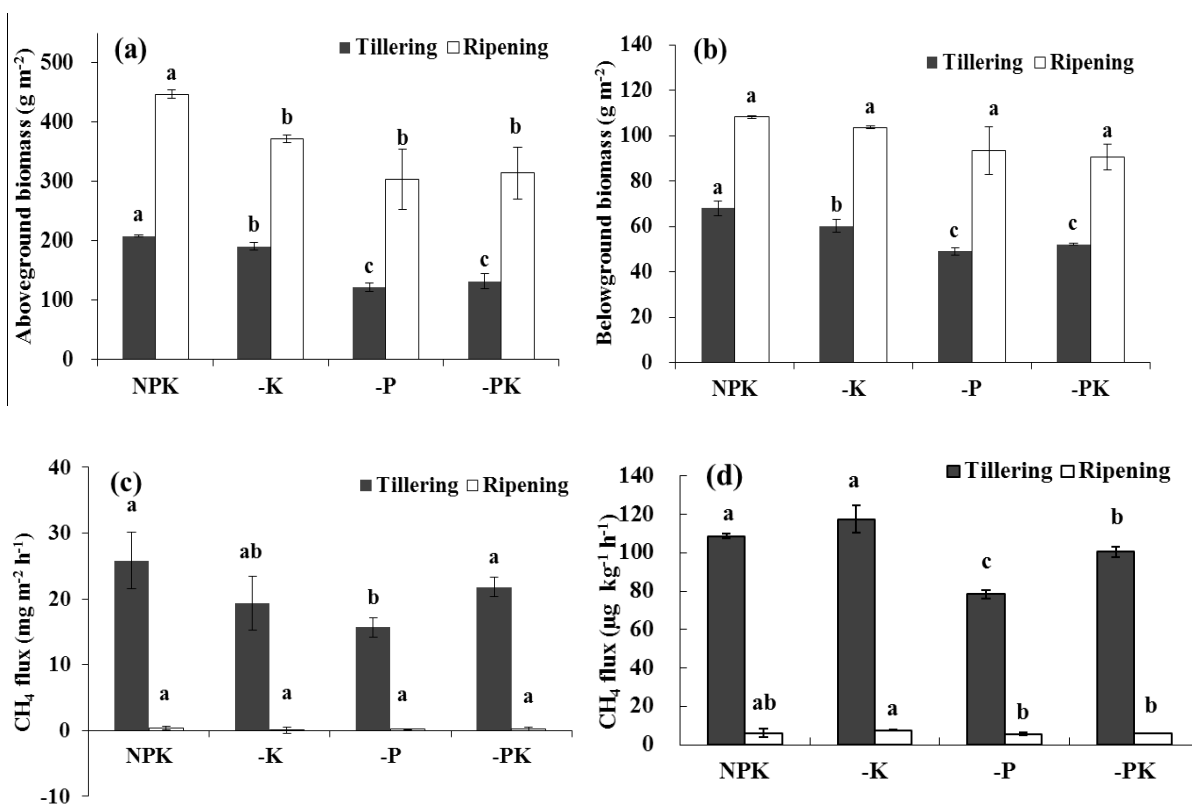 (a)
Tillering Ripening
Aboveground biomass (g m-2)
500
400
300
200
100
0
a
a
b
b
b
c
b
c
NPK -K -P -PK
(b)
Tillering Ripening
Belowground biomass (g m-2)
140
120
100
80
60
40
20
0
a
a
b
a
c
a
c
a
NPK -K -P -PK
(c)
Tillering Ripening
CH4 flux (mg m-2 h-1)
40
30
20
10
0
-10
a
a
ab
a
b
a
a
a
NPK -K -P -PK
(d)
Tillering Ripening
CH4 flux (µg kg-1 h-1)
140
120
100
80
60
40
20
0
a
ab
a
a
c
b
b
b
NPK -K -P -PK